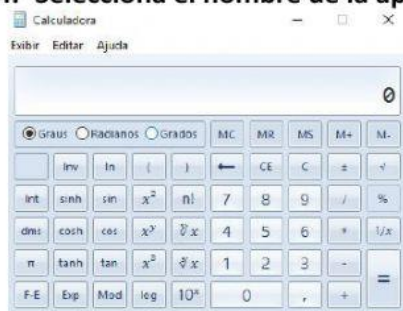 Selecciona el nombre de la ap
Calculadora
Exibir Editar Ajuda
0
Graus Radianos Grados MC MR MS M+ M-
Inv ln ( ) ← CE C ± √
Int sinh sin x² n! 7 8 9 / %
dms cosh cos xʸ ʸ√x 4 5 6 * 1/x
π tanh tan x³ ³√x 1 2 3 - =
F-E Exp Mod log 10ˣ 0 , +